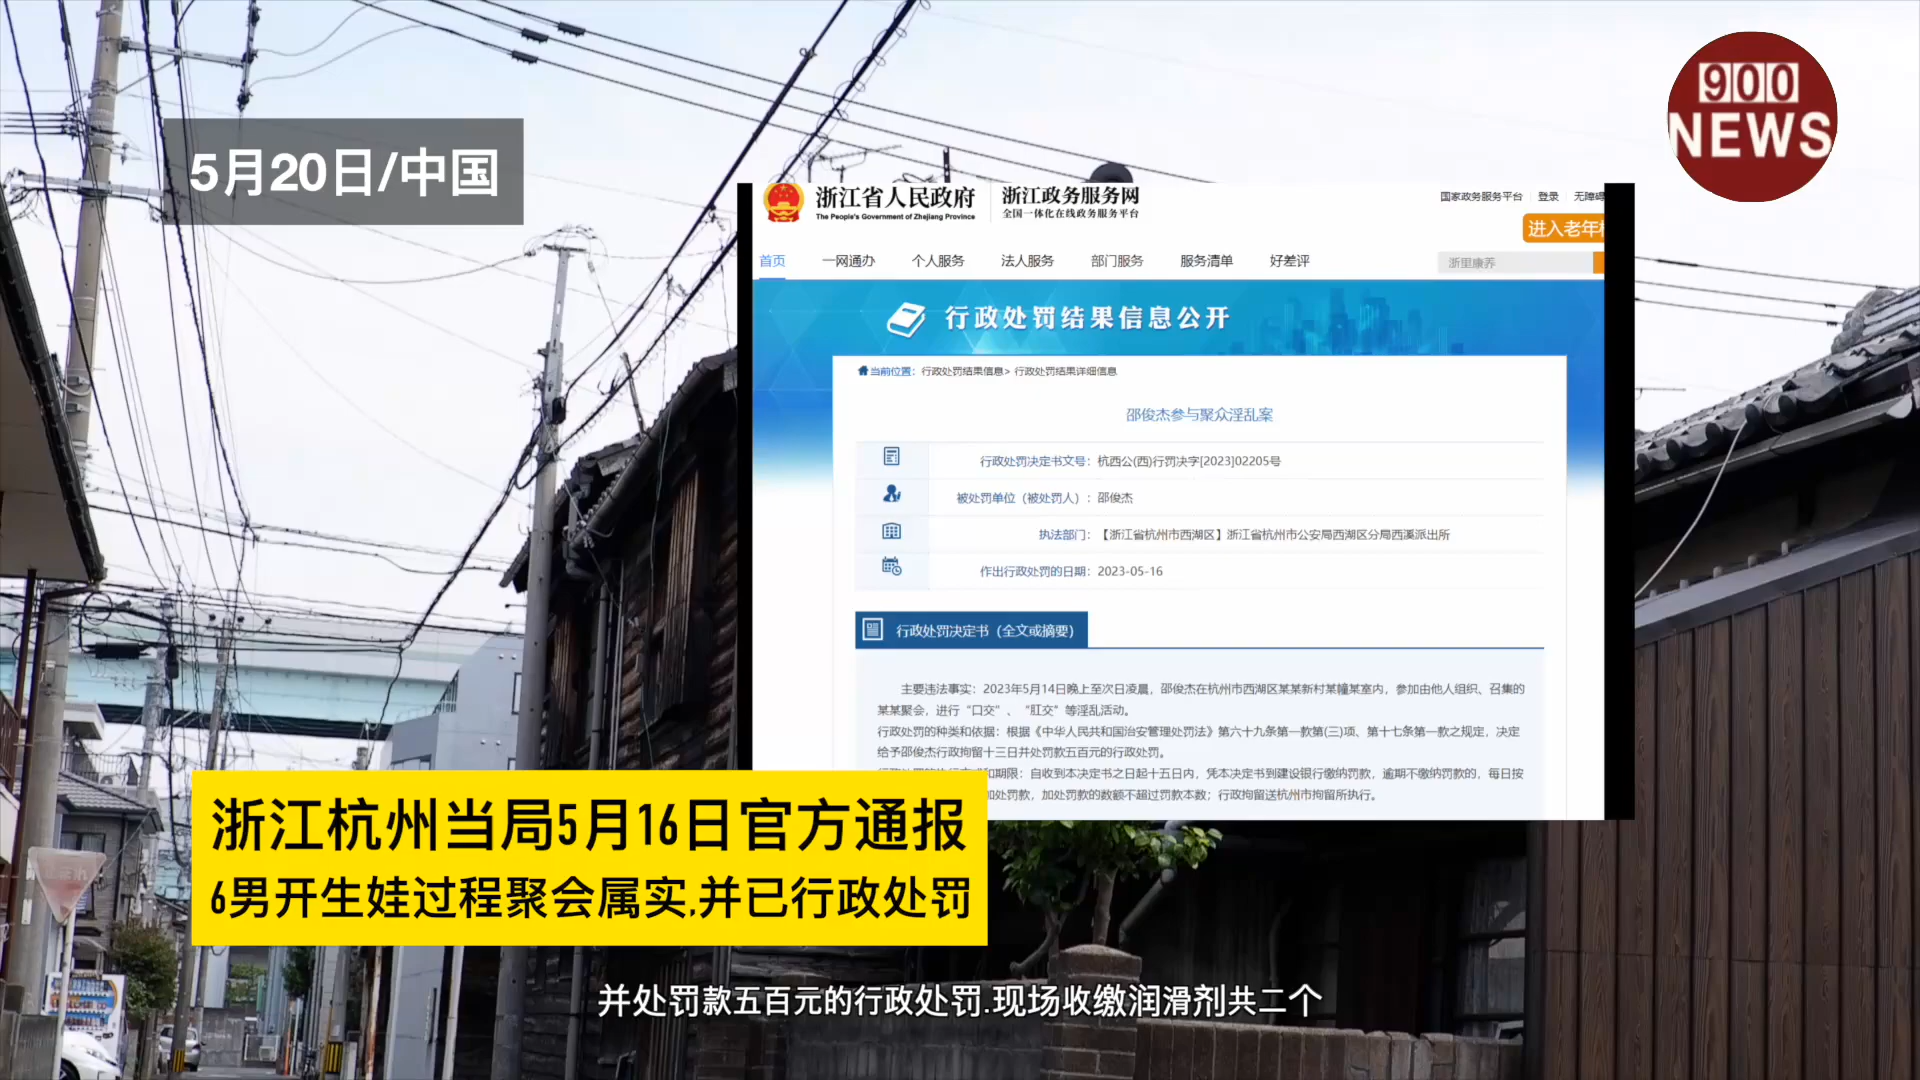 900
NEWS
5月20日/中国
浙江省人民政府
The People's Government of Zhejiang Province
浙江政务服务网
全国一体化在线政务服务平台
国家政务服务平台 登录 无障碍
进入老年
首页 一网通办 个人服务 法人服务 部门服务 服务清单 好差评
浙里康养
行政处罚结果信息公开
当前位置：行政处罚结果信息> 行政处罚结果详细信息
邵俊杰参与聚众淫乱案
行政处罚决定书文号：杭西公(西)行罚决字[2023]02205号
被处罚单位（被处罚人）：邵俊杰
执法部门：【浙江省杭州市西湖区】浙江省杭州市公安局西湖区分局西溪派出所
作出行政处罚的日期：2023-05-16
行政处罚决定书（全文或摘要）
主要违法事实：2023年5月14日晚上至次日凌晨，邵俊杰在杭州市西湖区某某新村某幢某室内，参加由他人组织、召集的
某某聚会，进行“口交”、“肛交”等淫乱活动。
行政处罚的种类和依据：根据《中华人民共和国治安管理处罚法》第六十九条第一款第(三)项、第十七条第一款之规定，决定
给予邵俊杰行政拘留十三日并处罚款五百元的行政处罚。
和期限：自收到本决定书之日起十五日内，凭本决定书到建设银行缴纳罚款，逾期不缴纳罚款的，每日按
加处罚款，加处罚款的数额不超过罚款本数；行政拘留送杭州市拘留所执行。
浙江杭州当局5月16日官方通报
6男开生娃过程聚会属实,并已行政处罚
并处罚款五百元的行政处罚.现场收缴润滑剂共二个